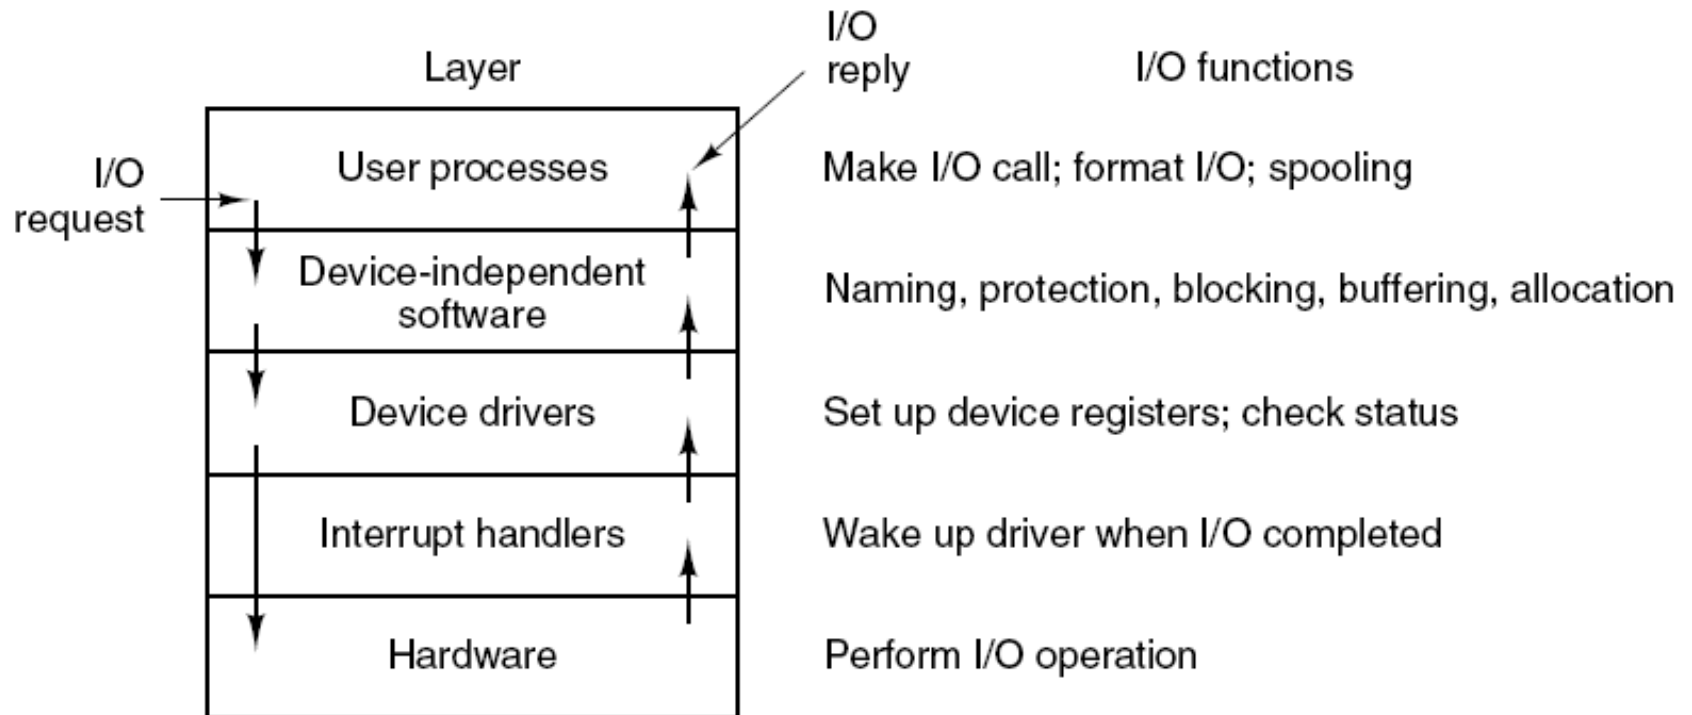 I/O
reply
Layer
I/O functions
I/O
request
User processes
Make I/O call; format I/O; spooling
Device-independent
software
Naming, protection, blocking, buffering, allocation
Device drivers
Set up device registers; check status
Interrupt handlers
Wake up driver when I/O completed
Hardware
Perform I/O operation